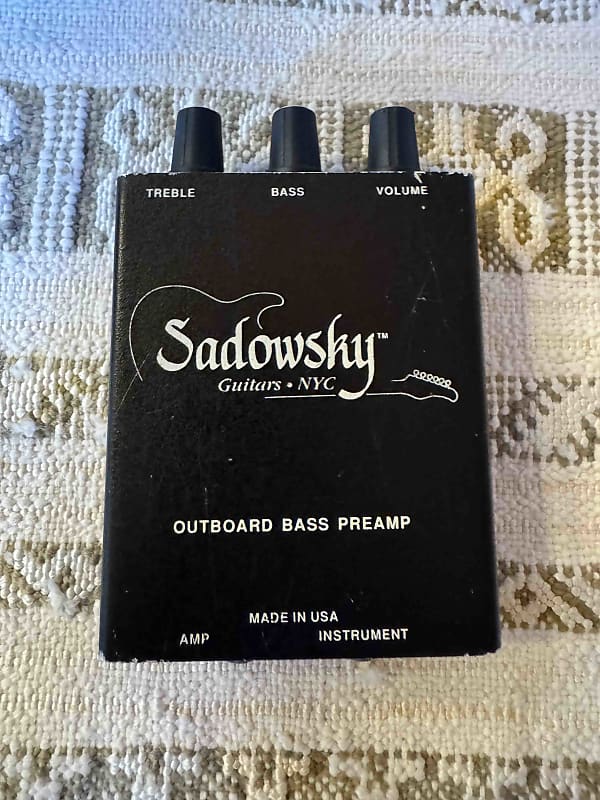 TREBLE BASS VOLUME
Sadowsky™
Guitars • NYC
OUTBOARD BASS PREAMP
MADE IN USA
AMP INSTRUMENT